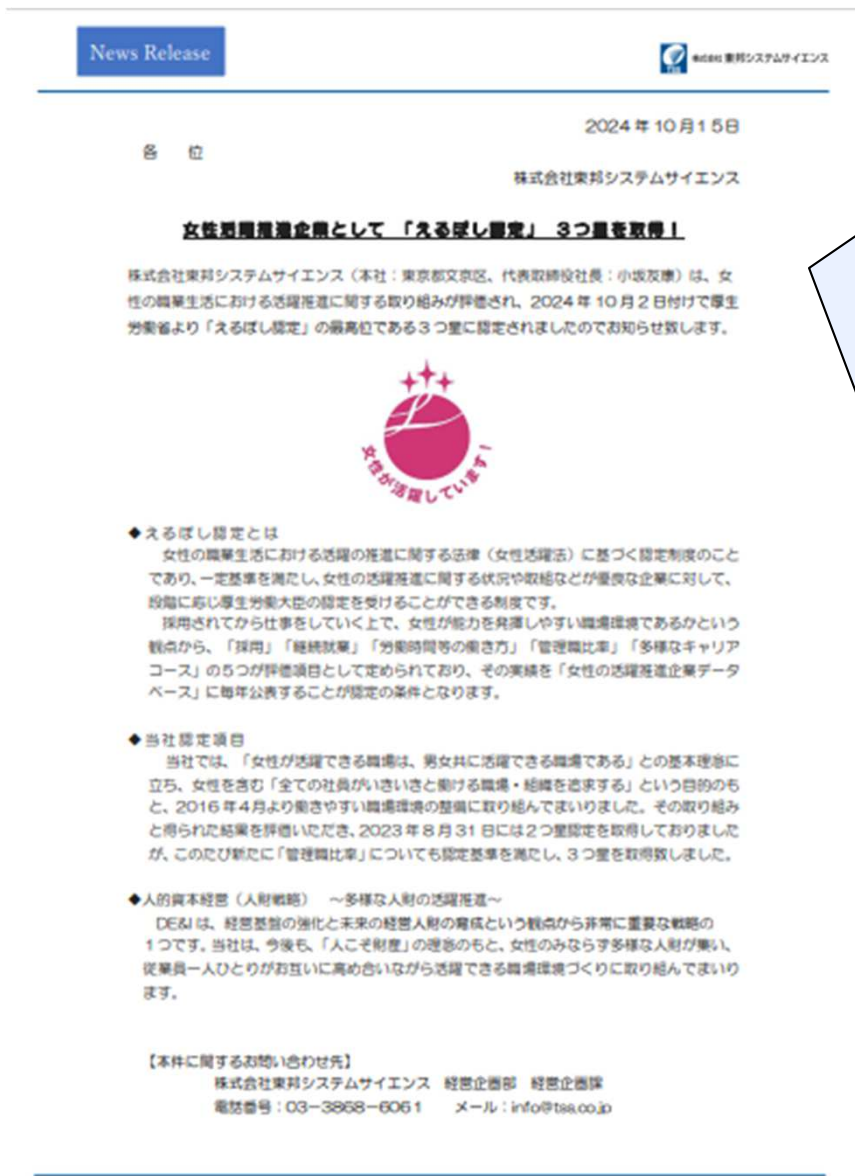 News Release
TSS 株式会社 東邦システムサイエンス
2024年10月15日
各 位
株式会社東邦システムサイエンス
女性活躍推進企業として 「えるぼし認定」 3つ星を取得！
株式会社東邦システムサイエンス（本社：東京都文京区、代表取締役社長：小坂友康）は、女
性の職業生活における活躍推進に関する取り組みが評価され、2024年10月2日付けで厚生
労働省より「えるぼし認定」の最高位である3つ星に認定されましたのでお知らせ致します。
女性が活躍しています！
◆えるぼし認定とは
女性の職業生活における活躍の推進に関する法律（女性活躍法）に基づく認定制度のこと
であり、一定基準を満たし、女性の活躍推進に関する状況や取組などが優良な企業に対して、
段階に応じ厚生労働大臣の認定を受けることができる制度です。
採用されてから仕事をしていく上で、女性が能力を発揮しやすい職場環境であるかという
観点から、「採用」「継続就業」「労働時間等の働き方」「管理職比率」「多様なキャリア
コース」の5つが評価項目として定められており、その実績を「女性の活躍推進企業データ
ベース」に毎年公表することが認定の条件となります。
◆当社認定項目
当社では、「女性が活躍できる職場は、男女共に活躍できる職場である」との基本理念に
立ち、女性を含む「全ての社員がいきいきと働ける職場・組織を追求する」という目的のも
と、2016年4月より働きやすい職場環境の整備に取り組んでまいりました。その取り組み
と得られた結果を評価いただき、2023年8月31日には2つ星認定を取得しておりました
が、このたび新たに「管理職比率」についても認定基準を満たし、3つ星を取得致しました。
◆人的資本経営（人財戦略） ～多様な人財の活躍推進～
DE&Iは、経営基盤の強化と未来の経営人財の育成という観点から非常に重要な戦略の
1つです。当社は、今後も、「人こそ財産」の理念のもと、女性のみならず多様な人財が集い、
従業員一人ひとりがお互いに高め合いながら活躍できる職場環境づくりに取り組んでまいり
ます。
【本件に関するお問い合わせ先】
株式会社東邦システムサイエンス 経営企画部 経営企画課
電話番号：03－3868－6061 メール：info@tss.co.jp